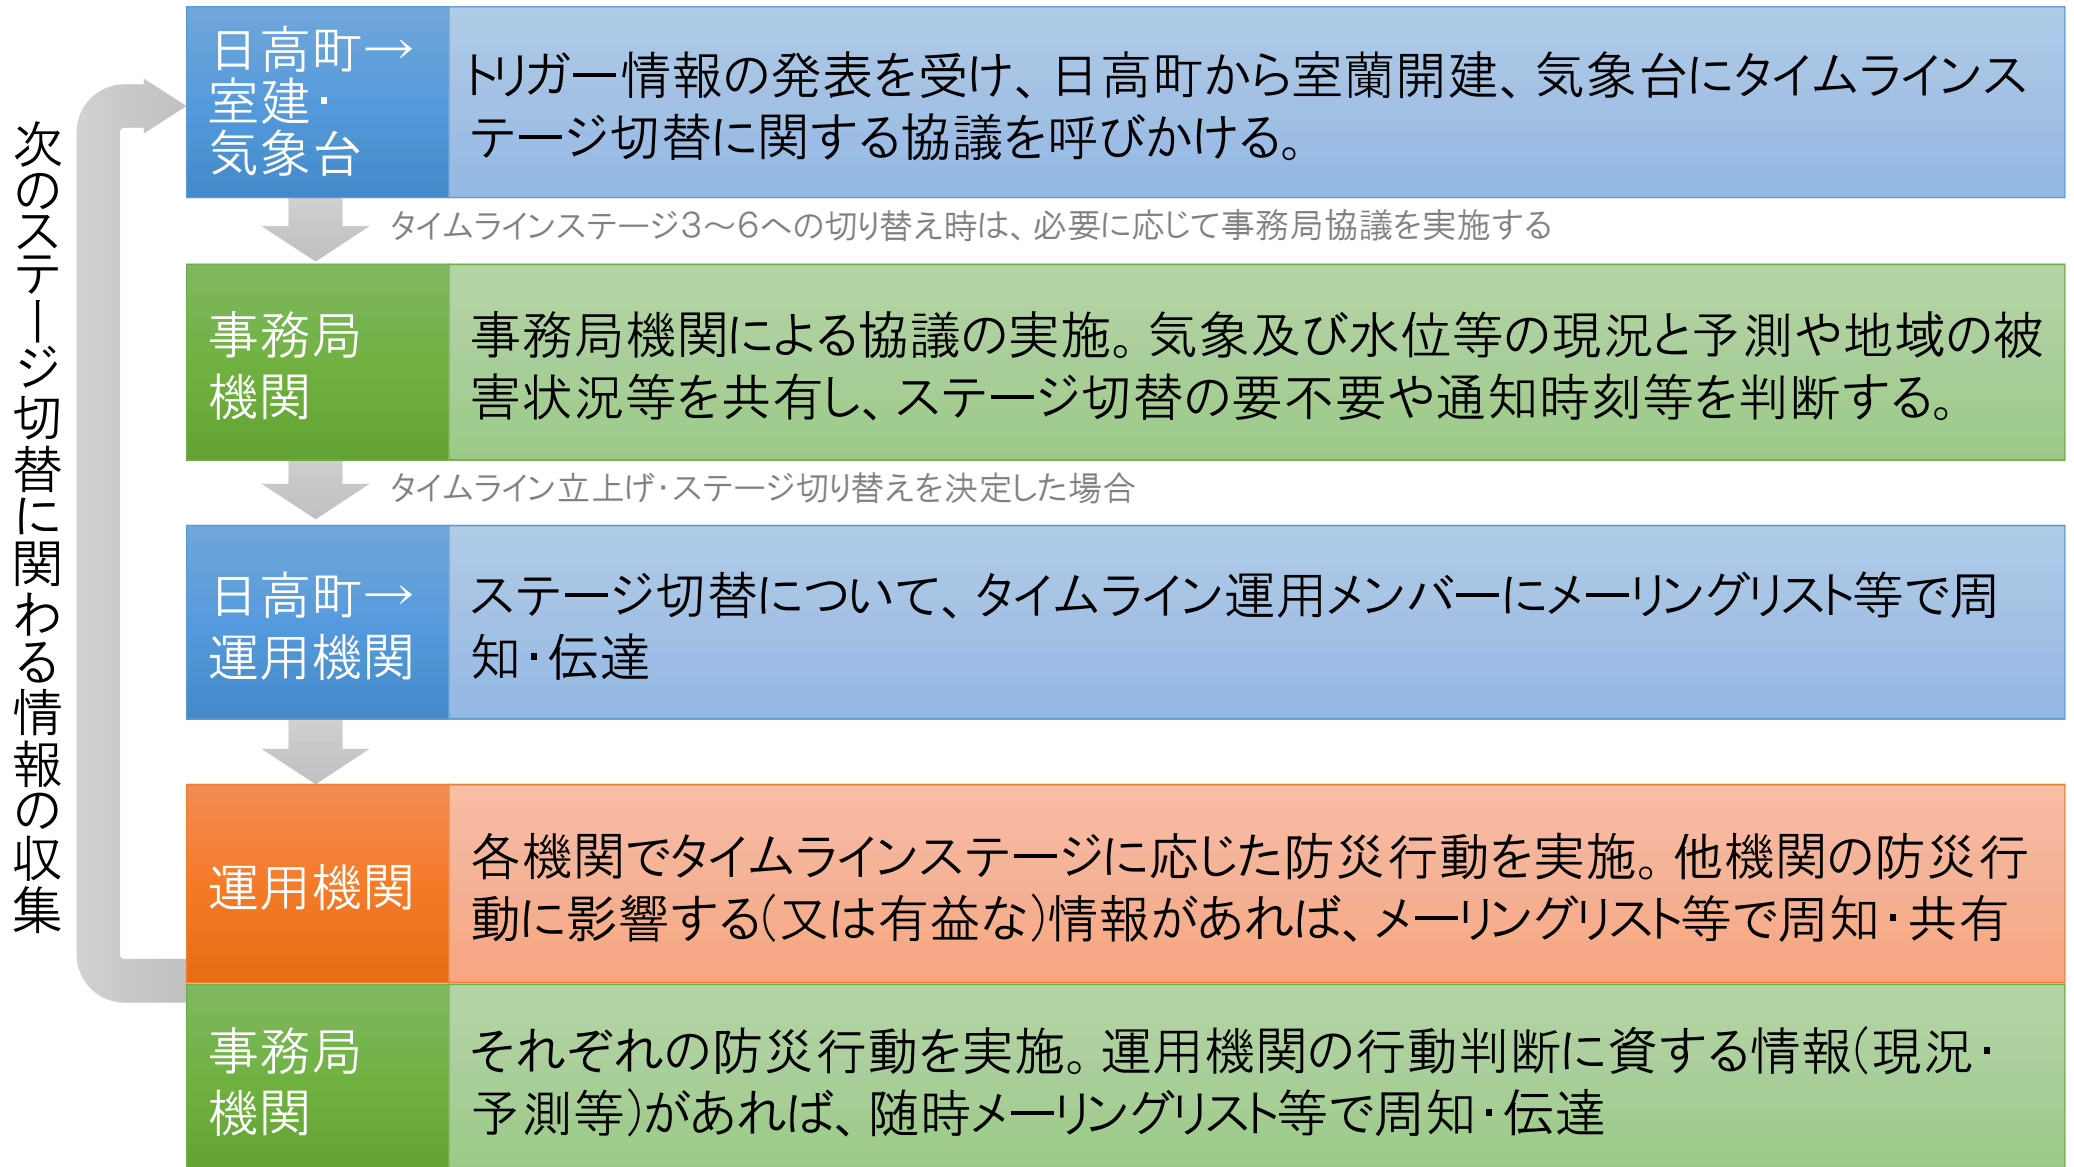 次のステージ切替に関わる情報の収集
日高町→
室建・
気象台
トリガー情報の発表を受け、日高町から室蘭開建、気象台にタイムラインス
テージ切替に関する協議を呼びかける。
タイムラインステージ3～6への切り替え時は、必要に応じて事務局協議を実施する
事務局
機関
事務局機関による協議の実施。気象及び水位等の現況と予測や地域の被
害状況等を共有し、ステージ切替の要不要や通知時刻等を判断する。
タイムライン立上げ・ステージ切り替えを決定した場合
日高町→
運用機関
ステージ切替について、タイムライン運用メンバーにメーリングリスト等で周
知・伝達
運用機関
各機関でタイムラインステージに応じた防災行動を実施。他機関の防災行
動に影響する(又は有益な)情報があれば、メーリングリスト等で周知・共有
事務局
機関
それぞれの防災行動を実施。運用機関の行動判断に資する情報(現況・
予測等)があれば、随時メーリングリスト等で周知・伝達